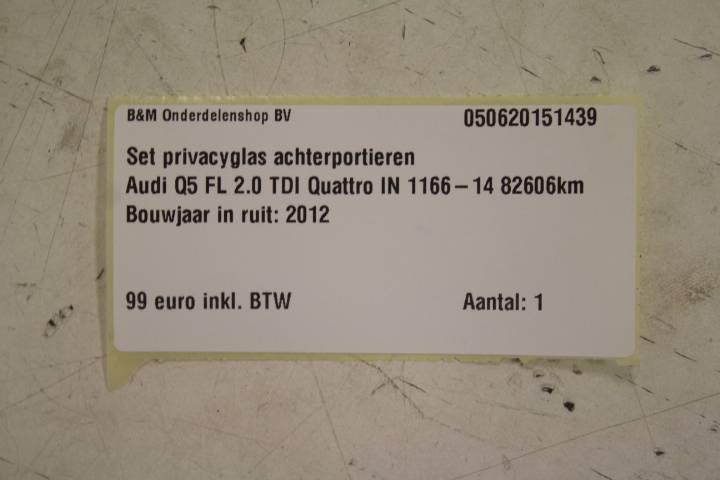 B&M Onderdelenshop BV 050620151439
Set privacyglas achterportieren
Audi Q5 FL 2.0 TDI Quattro IN 1166-14 82606km
Bouwjaar in ruit: 2012
99 euro inkl. BTW Aantal: 1